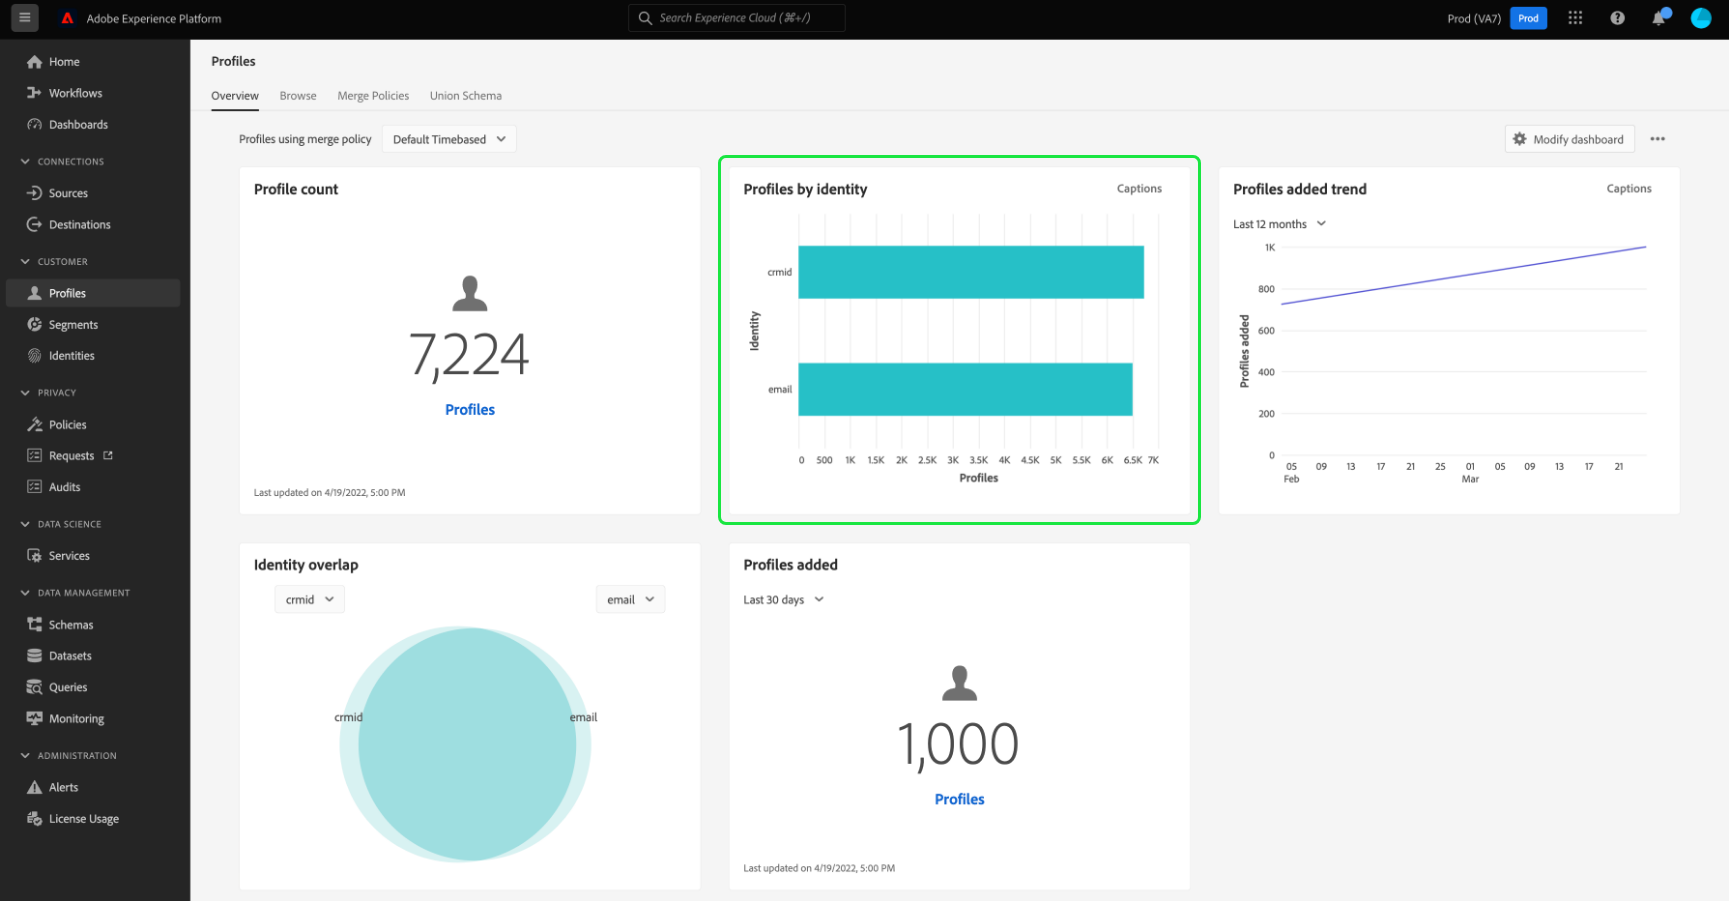 Adobe Experience Platform
Search Experience Cloud (⌘+/)
Prod (VA7)
Prod
Home
Workflows
Dashboards
CONNECTIONS
Sources
Destinations
CUSTOMER
Profiles
Segments
Identities
PRIVACY
Policies
Requests
Audits
DATA SCIENCE
Services
DATA MANAGEMENT
Schemas
Datasets
Queries
Monitoring
ADMINISTRATION
Alerts
License Usage
Profiles
Overview Browse Merge Policies Union Schema
Profiles using merge policy Default Timebased
Modify dashboard
Profile count
7,224
Profiles
Last updated on 4/19/2022, 5:00 PM
Profiles by identity
Captions
Identity
crmid
email
0 500 1K 1.5K 2K 2.5K 3K 3.5K 4K 4.5K 5K 5.5K 6K 6.5K 7K
Profiles
Profiles added trend
Captions
Last 12 months
Profiles added
1K
800
600
400
200
0
05 09 13 17 21 25 01 05 09 13 17 21
Feb Mar
Identity overlap
crmid email
crmid email
Profiles added
Last 30 days
1,000
Profiles
Last updated on 4/19/2022, 5:00 PM